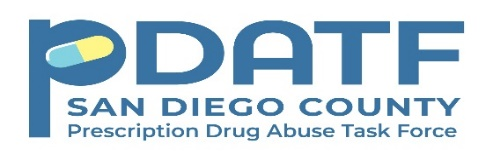 pDATF
SAN DIEGO COUNTY
Prescription Drug Abuse Task Force